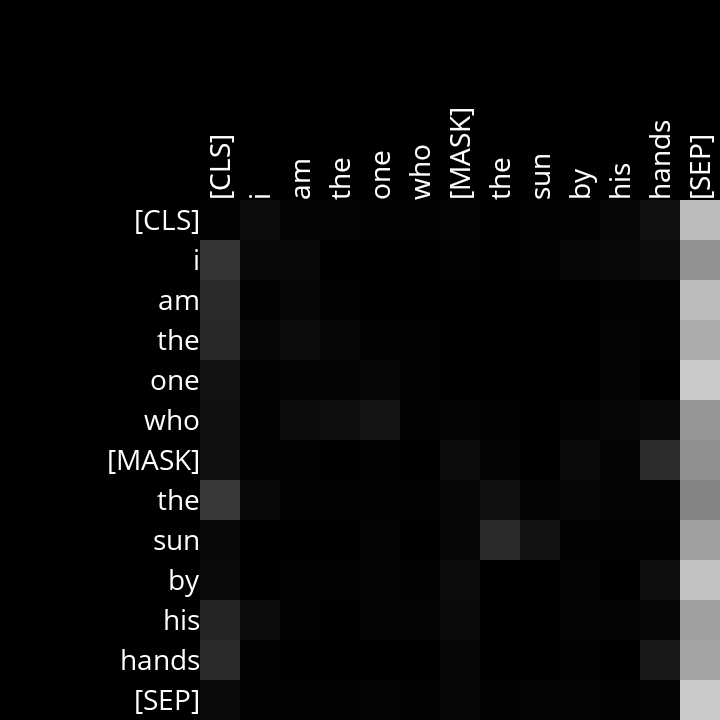 [CLS] i am the one who [MASK] the sun by his hands [SEP]
[CLS]
i
am
the
one
who
[MASK]
the
sun
by
his
hands
[SEP]